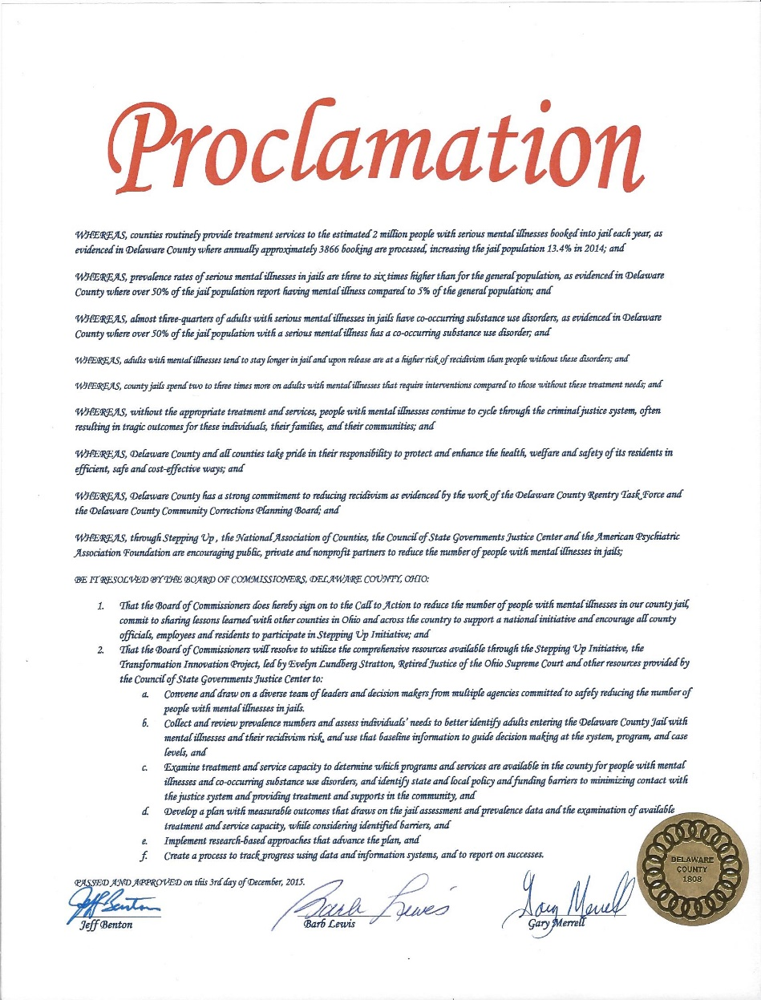 Proclamation
WHEREAS, counties routinely provide treatment services to the estimated 2 million people with serious mental illnesses booked into jail each year, as
evidenced in Delaware County where annually approximately 3866 booking are processed, increasing the jail population 13.4% in 2014; and
WHEREAS, prevalence rates of serious mental illnesses in jails are three to six times higher than for the general population, as evidenced in Delaware
County where over 50% of the jail population report having mental illness compared to 5% of the general population; and
WHEREAS, almost three-quarters of adults with serious mental illnesses in jails have co-occurring substance use disorders, as evidenced in Delaware
County where over 50% of the jail population with a serious mental illness has a co-occurring substance use disorder; and
WHEREAS, adults with mental illnesses tend to stay longer in jail and upon release are at a higher risk of recidivism than people without these disorders; and
WHEREAS, county jails spend two to three times more on adults with mental illnesses that require interventions compared to those without these treatment needs; and
WHEREAS, without the appropriate treatment and services, people with mental illnesses continue to cycle through the criminal justice system, often
resulting in tragic outcomes for these individuals, their families, and their communities; and
WHEREAS, Delaware County and all counties take pride in their responsibility to protect and enhance the health, welfare and safety of its residents in
efficient, safe and cost-effective ways; and
WHEREAS, Delaware County has a strong commitment to reducing recidivism as evidenced by the work of the Delaware County Reentry Task Force and
the Delaware County Community Corrections Planning Board; and
WHEREAS, through Stepping Up , the National Association of Counties, the Council of State Governments Justice Center and the American Psychiatric
Association Foundation are encouraging public, private and nonprofit partners to reduce the number of people with mental illnesses in jails;
BE IT RESOLVED BY THE BOARD OF COMMISSIONERS, DELAWARE COUNTY, OHIO:
1. That the Board of Commissioners does hereby sign on to the Call to Action to reduce the number of people with mental illnesses in our county jail,
commit to sharing lessons learned with other counties in Ohio and across the country to support a national initiative and encourage all county
officials, employees and residents to participate in Stepping Up Initiative; and
2. That the Board of Commissioners will resolve to utilize the comprehensive resources available through the Stepping Up Initiative, the
Transformation Innovation Project, led by Evelyn Lundberg Stratton, Retired Justice of the Ohio Supreme Court and other resources provided by
the Council of State Governments Justice Center to:
a. Convene and draw on a diverse team of leaders and decision makers from multiple agencies committed to safely reducing the number of
people with mental illnesses in jails.
b. Collect and review prevalence numbers and assess individuals' needs to better identify adults entering the Delaware County Jail with
mental illnesses and their recidivism risk, and use that baseline information to guide decision making at the system, program, and case
levels, and
c. Examine treatment and service capacity to determine which programs and services are available in the county for people with mental
illnesses and co-occurring substance use disorders, and identify state and local policy and funding barriers to minimizing contact with
the justice system and providing treatment and supports in the community, and
d. Develop a plan with measurable outcomes that draws on the jail assessment and prevalence data and the examination of available
treatment and service capacity, while considering identified barriers, and
e. Implement research-based approaches that advance the plan, and
f. Create a process to track progress using data and information systems, and to report on successes.
DELAWARE
COUNTY
1808
PASSED AND APPROVED on this 3rd day of December, 2015.
Jeff Benton Barb Lewis Gary Merrell
Jeff Benton Barb Lewis Gary Merrell